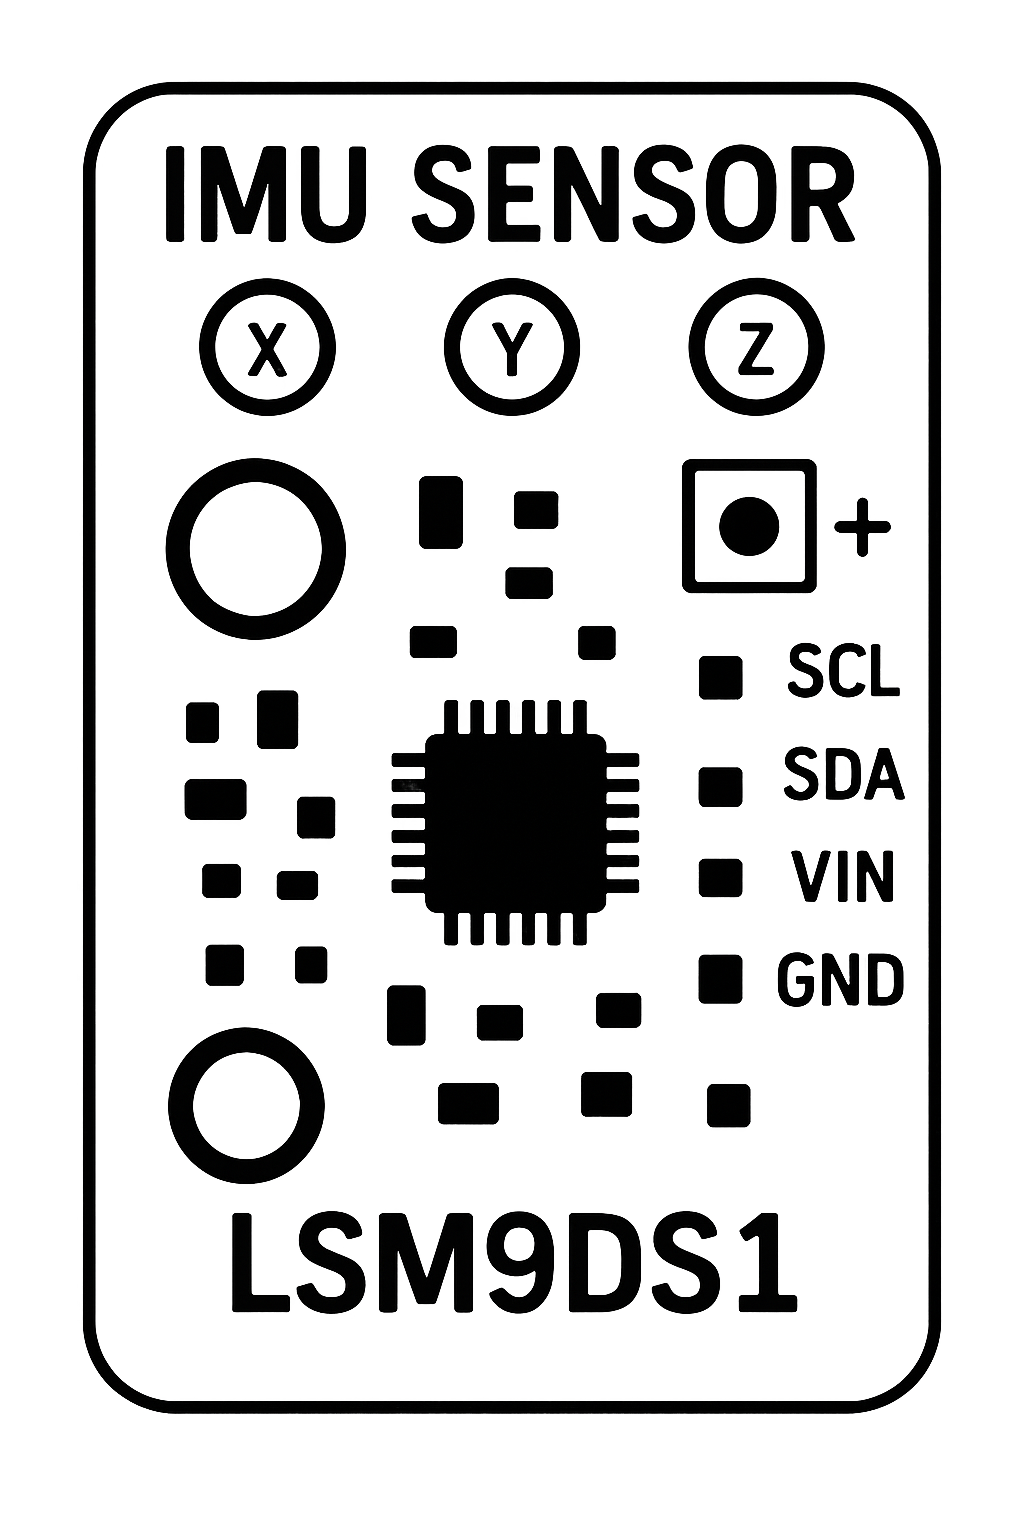 IMU SENSOR
X Y Z
+
SCL
SDA
VIN
GND
LSM9DS1